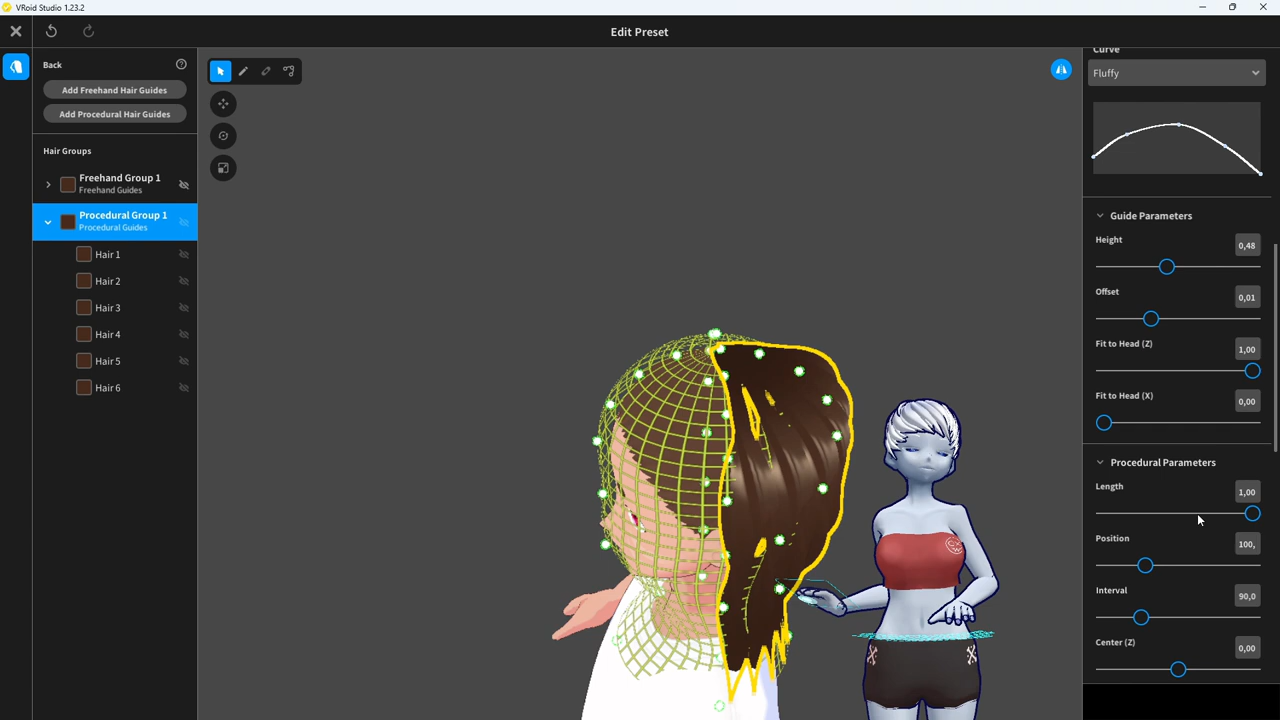 VRoid Studio 1.23.2
Edit Preset
Back
Add Freehand Hair Guides
Add Procedural Hair Guides
Hair Groups
Freehand Group 1
Freehand Guides
Procedural Group 1
Procedural Guides
Hair 1
Hair 2
Hair 3
Hair 4
Hair 5
Hair 6
Curve
Fluffy
Guide Parameters
Height 0,48
Offset 0,01
Fit to Head (Z) 1,00
Fit to Head (X) 0,00
Procedural Parameters
Length 1,00
Position 100,
Interval 90,0
Center (Z) 0,00